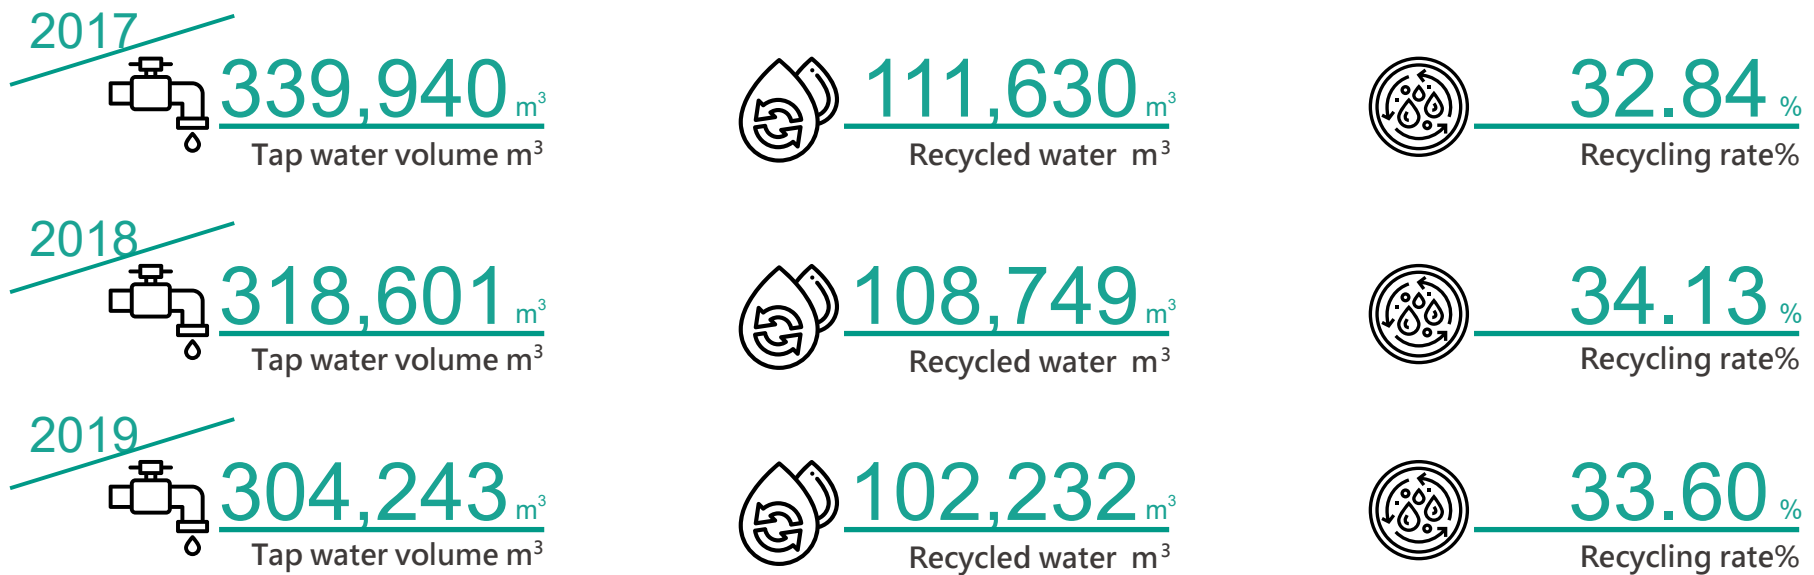 2017
339,940 m³ 111,630 m³ 32.84 %
Tap water volume m³ Recycled water m³ Recycling rate%
2018
318,601 m³ 108,749 m³ 34.13 %
Tap water volume m³ Recycled water m³ Recycling rate%
2019
304,243 m³ 102,232 m³ 33.60 %
Tap water volume m³ Recycled water m³ Recycling rate%